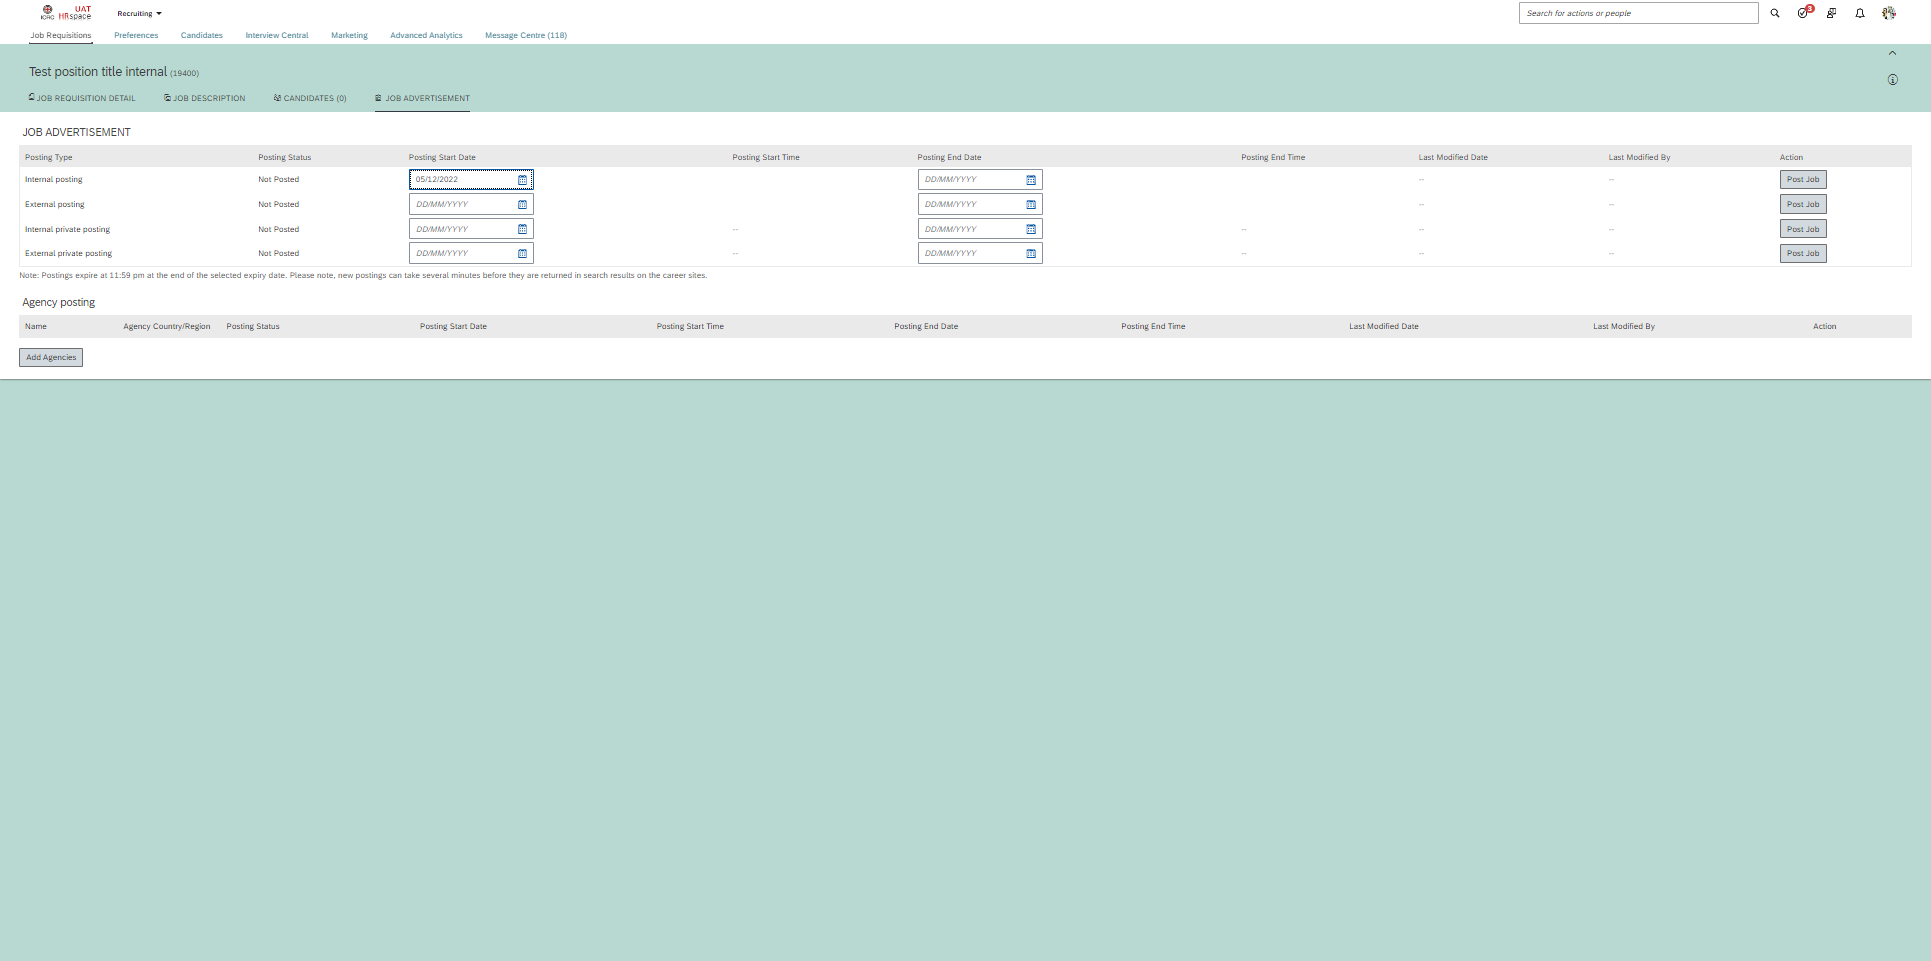 UAT
ICRC HRspace
Recruiting
Search for actions or people
3
Job Requisitions Preferences Candidates Interview Central Marketing Advanced Analytics Message Centre (118)
Test position title internal (19400)
JOB REQUISITION DETAIL JOB DESCRIPTION CANDIDATES (0) JOB ADVERTISEMENT
JOB ADVERTISEMENT
Posting Type Posting Status Posting Start Date Posting Start Time Posting End Date Posting End Time Last Modified Date Last Modified By Action
Internal posting Not Posted 05/12/2022 DD/MM/YYYY -- -- Post Job
External posting Not Posted DD/MM/YYYY DD/MM/YYYY -- -- Post Job
Internal private posting Not Posted DD/MM/YYYY -- DD/MM/YYYY -- -- -- Post Job
External private posting Not Posted DD/MM/YYYY -- DD/MM/YYYY -- -- -- Post Job
Note: Postings expire at 11:59 pm at the end of the selected expiry date. Please note, new postings can take several minutes before they are returned in search results on the career sites.
Agency posting
Name Agency Country/Region Posting Status Posting Start Date Posting Start Time Posting End Date Posting End Time Last Modified Date Last Modified By Action
Add Agencies